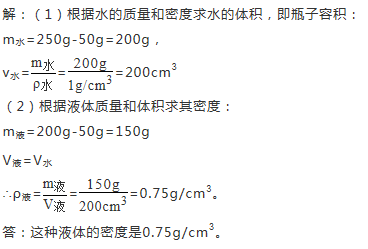 解：（1）根据水的质量和密度求水的体积，即瓶子容积：
m水=250g-50g=200g，
v水=m水/ρ水=200g/1g/cm³=200cm³
（2）根据液体质量和体积求其密度：
m液=200g-50g=150g
V液=V水
∴ρ液=m液/V液=150g/200cm³=0.75g/cm³。
答：这种液体的密度是0.75g/cm³。